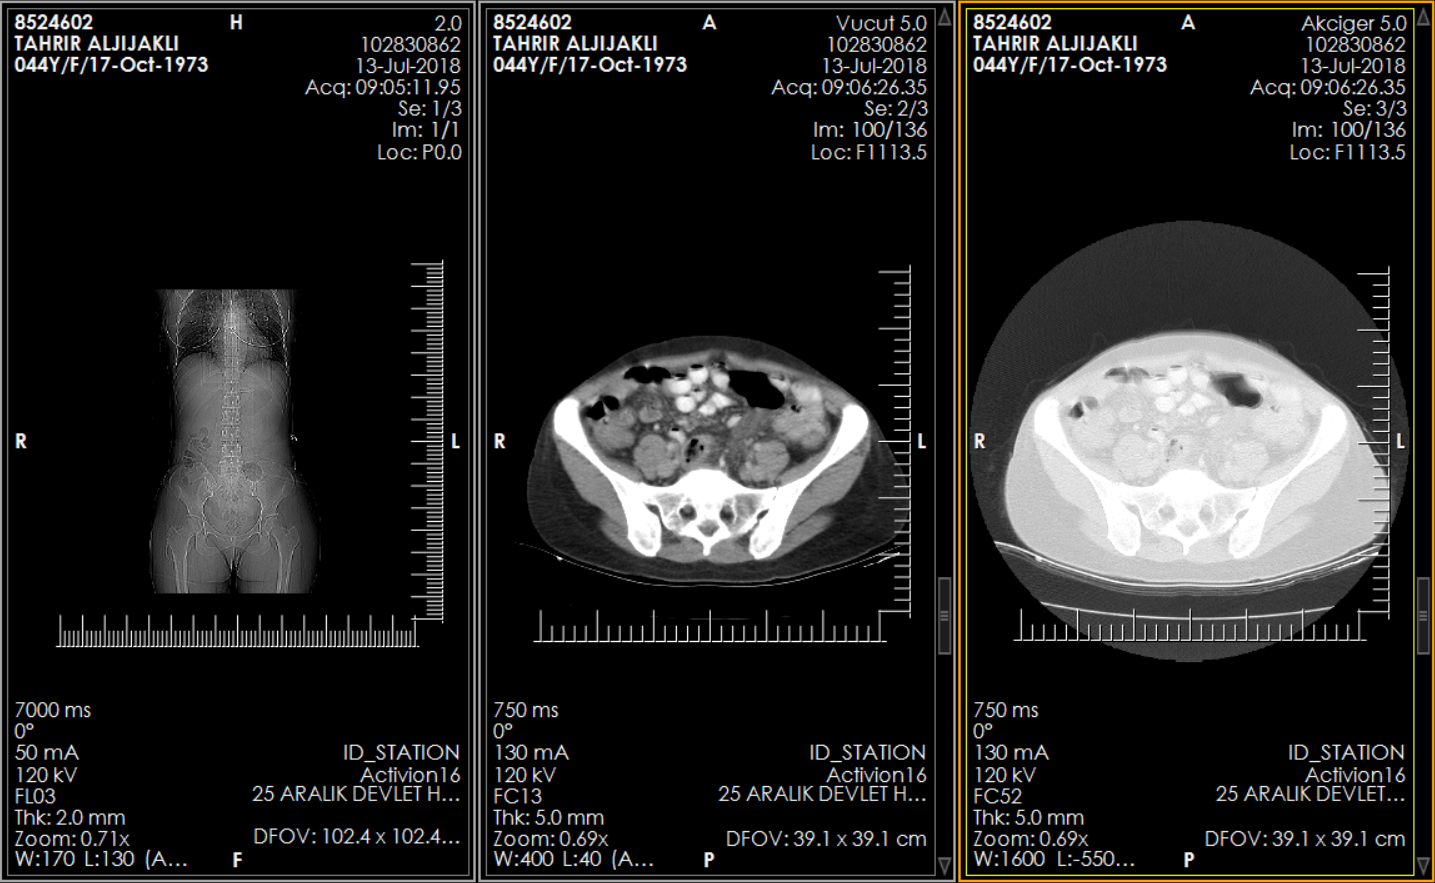 8524602
H
2.0
TAHRIR ALJIJAKLI
102830862
044Y/F/17-Oct-1973
13-Jul-2018
Acq: 09:05:11.95
Se: 1/3
Im: 1/1
Loc: P0.0
R
L
7000 ms
0°
50 mA
ID_STATION
120 kV
Activion16
FL03
25 ARALIK DEVLET H...
Thk: 2.0 mm
Zoom: 0.71x
DFOV: 102.4 x 102.4...
W:170 L:130 (A...
F
8524602
A
Vucut 5.0
TAHRIR ALJIJAKLI
102830862
044Y/F/17-Oct-1973
13-Jul-2018
Acq: 09:06:26.35
Se: 2/3
Im: 100/136
Loc: F1113.5
R
L
750 ms
0°
130 mA
ID_STATION
120 kV
Activion16
FC13
25 ARALIK DEVLET H...
Thk: 5.0 mm
Zoom: 0.69x
DFOV: 39.1 x 39.1 cm
W:400 L:40 (A...
P
8524602
A
Akciger 5.0
TAHRIR ALJIJAKLI
102830862
044Y/F/17-Oct-1973
13-Jul-2018
Acq: 09:06:26.35
Se: 3/3
Im: 100/136
Loc: F1113.5
R
L
750 ms
0°
130 mA
ID_STATION
120 kV
Activion16
FC52
25 ARALIK DEVLET...
Thk: 5.0 mm
Zoom: 0.69x
DFOV: 39.1 x 39.1 cm
W:1600 L:-550...
P